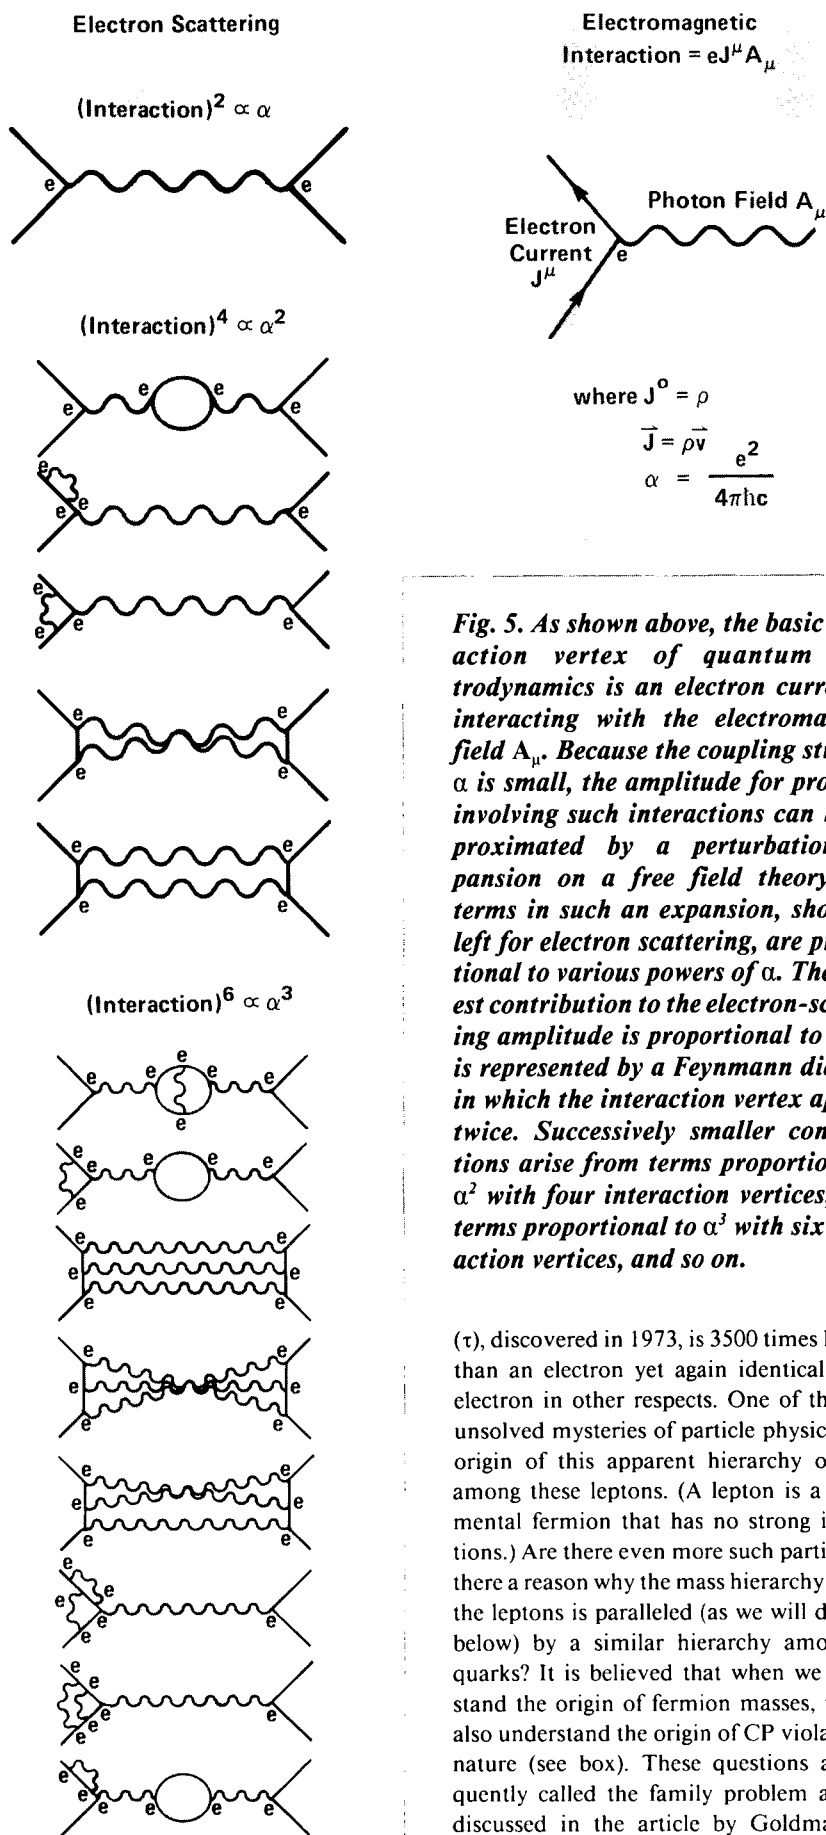 Electron Scattering
(Interaction)² ∝ α
e e
(Interaction)⁴ ∝ α²
e e e e
e e e e
e e e e
e e
e e
e e
e e
(Interaction)⁶ ∝ α³
e e e e e e
e e e e e e
e e
e e
e e
e e
e e
e e
e e
e e
e e
e e e e e e
e e e e e e
e e e e e e
Electromagnetic
Interaction = eJ^μA_μ
Photon Field A_μ
Electron
Current
J^μ
e
where J° = ρ
J⃗ = ρv⃗
α = e² / 4πhc
Fig. 5. As shown above, the basic
action vertex of quantum
trodynamics is an electron curr
interacting with the electroma
field A_μ. Because the coupling st
α is small, the amplitude for pro
involving such interactions can
proximated by a perturbation
pansion on a free field theory
terms in such an expansion, sho
left for electron scattering, are p
tional to various powers of α. The
est contribution to the electron-sc
ing amplitude is proportional to
is represented by a Feynmann di
in which the interaction vertex a
twice. Successively smaller con
tions arise from terms proportio
α² with four interaction vertices,
terms proportional to α³ with six
action vertices, and so on.
(τ), discovered in 1973, is 3500 times
than an electron yet again identical
electron in other respects. One of th
unsolved mysteries of particle physic
origin of this apparent hierarchy o
among these leptons. (A lepton is a
mental fermion that has no strong i
tions.) Are there even more such parti
there a reason why the mass hierarchy
the leptons is paralleled (as we will d
below) by a similar hierarchy amo
quarks? It is believed that when we
stand the origin of fermion masses,
also understand the origin of CP viola
nature (see box). These questions a
quently called the family problem a
discussed in the article by Goldma